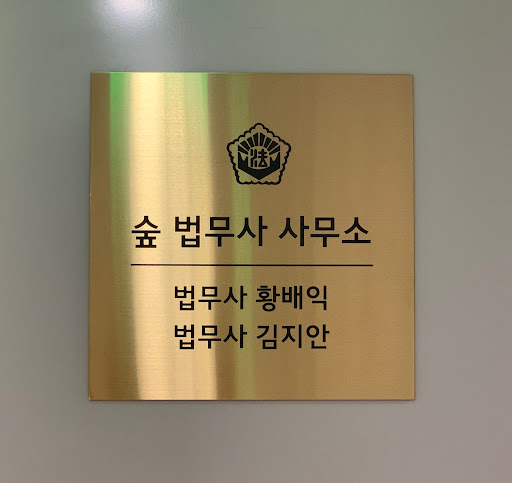 法
숲 법무사 사무소
법무사 황배익
법무사 김지안